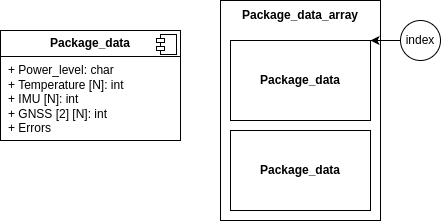 Package_data
+ Power_level: char
+ Temperature [N]: int
+ IMU [N]: int
+ GNSS [2] [N]: int
+ Errors
Package_data_array
index
Package_data
Package_data